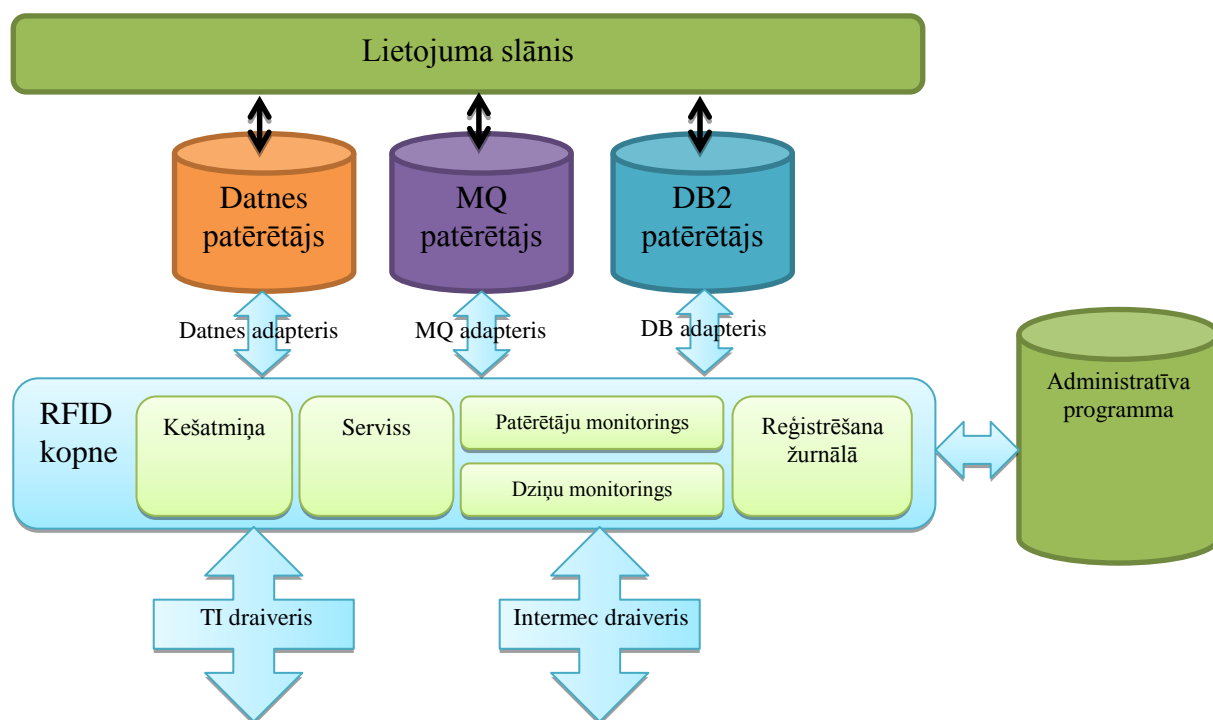 Lietojuma slānis
Datnes
patērētājs
MQ
patērētājs
DB2
patērētājs
Datnes adapteris
MQ adapteris
DB adapteris
RFID
kopne
Kešatmiņa
Serviss
Patērētāju monitorings
Dziņu monitorings
Reģistrēšana
žurnālā
Administratīva
programma
TI draiveris
Intermec draiveris